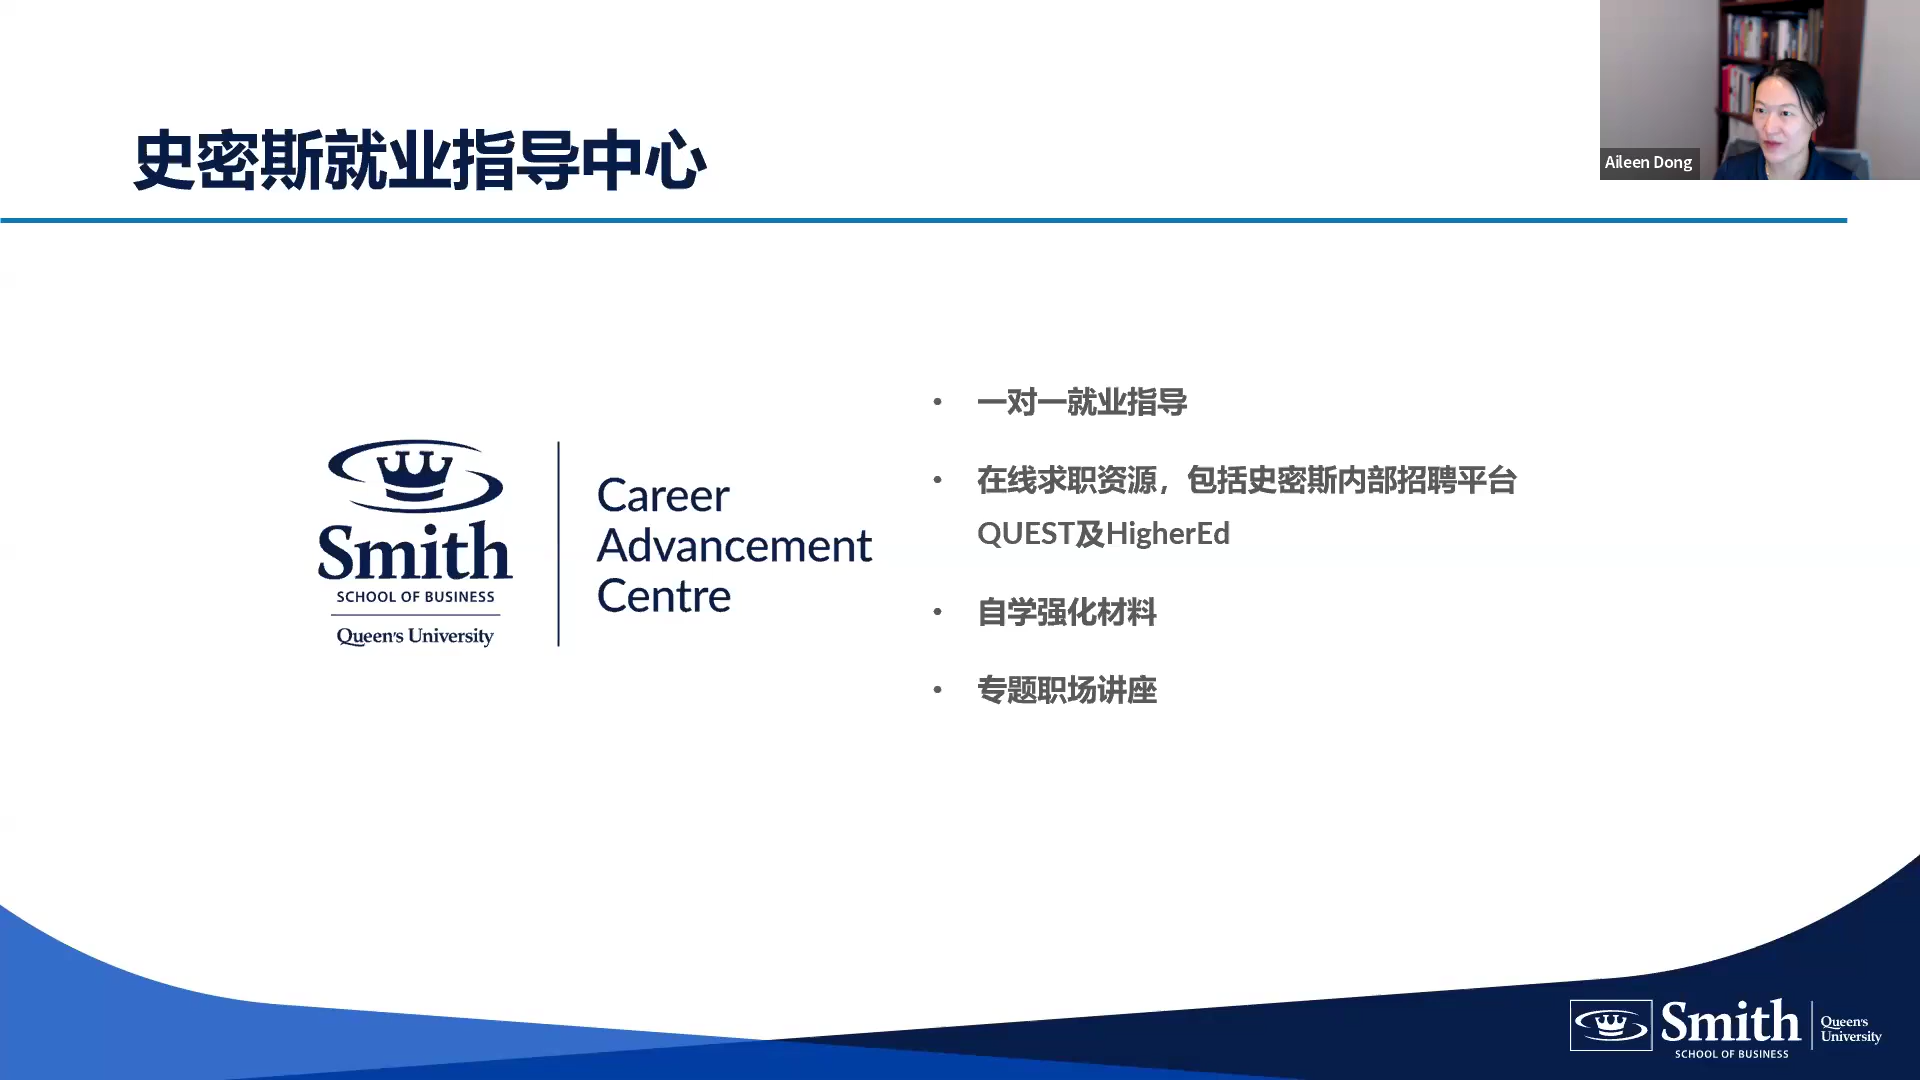 史密斯就业指导中心
Aileen Dong
Smith
SCHOOL OF BUSINESS
Queen's University
Career
Advancement
Centre
• 一对一就业指导
• 在线求职资源，包括史密斯内部招聘平台
QUEST及HigherEd
• 自学强化材料
• 专题职场讲座
Smith
SCHOOL OF BUSINESS
Queen's
University